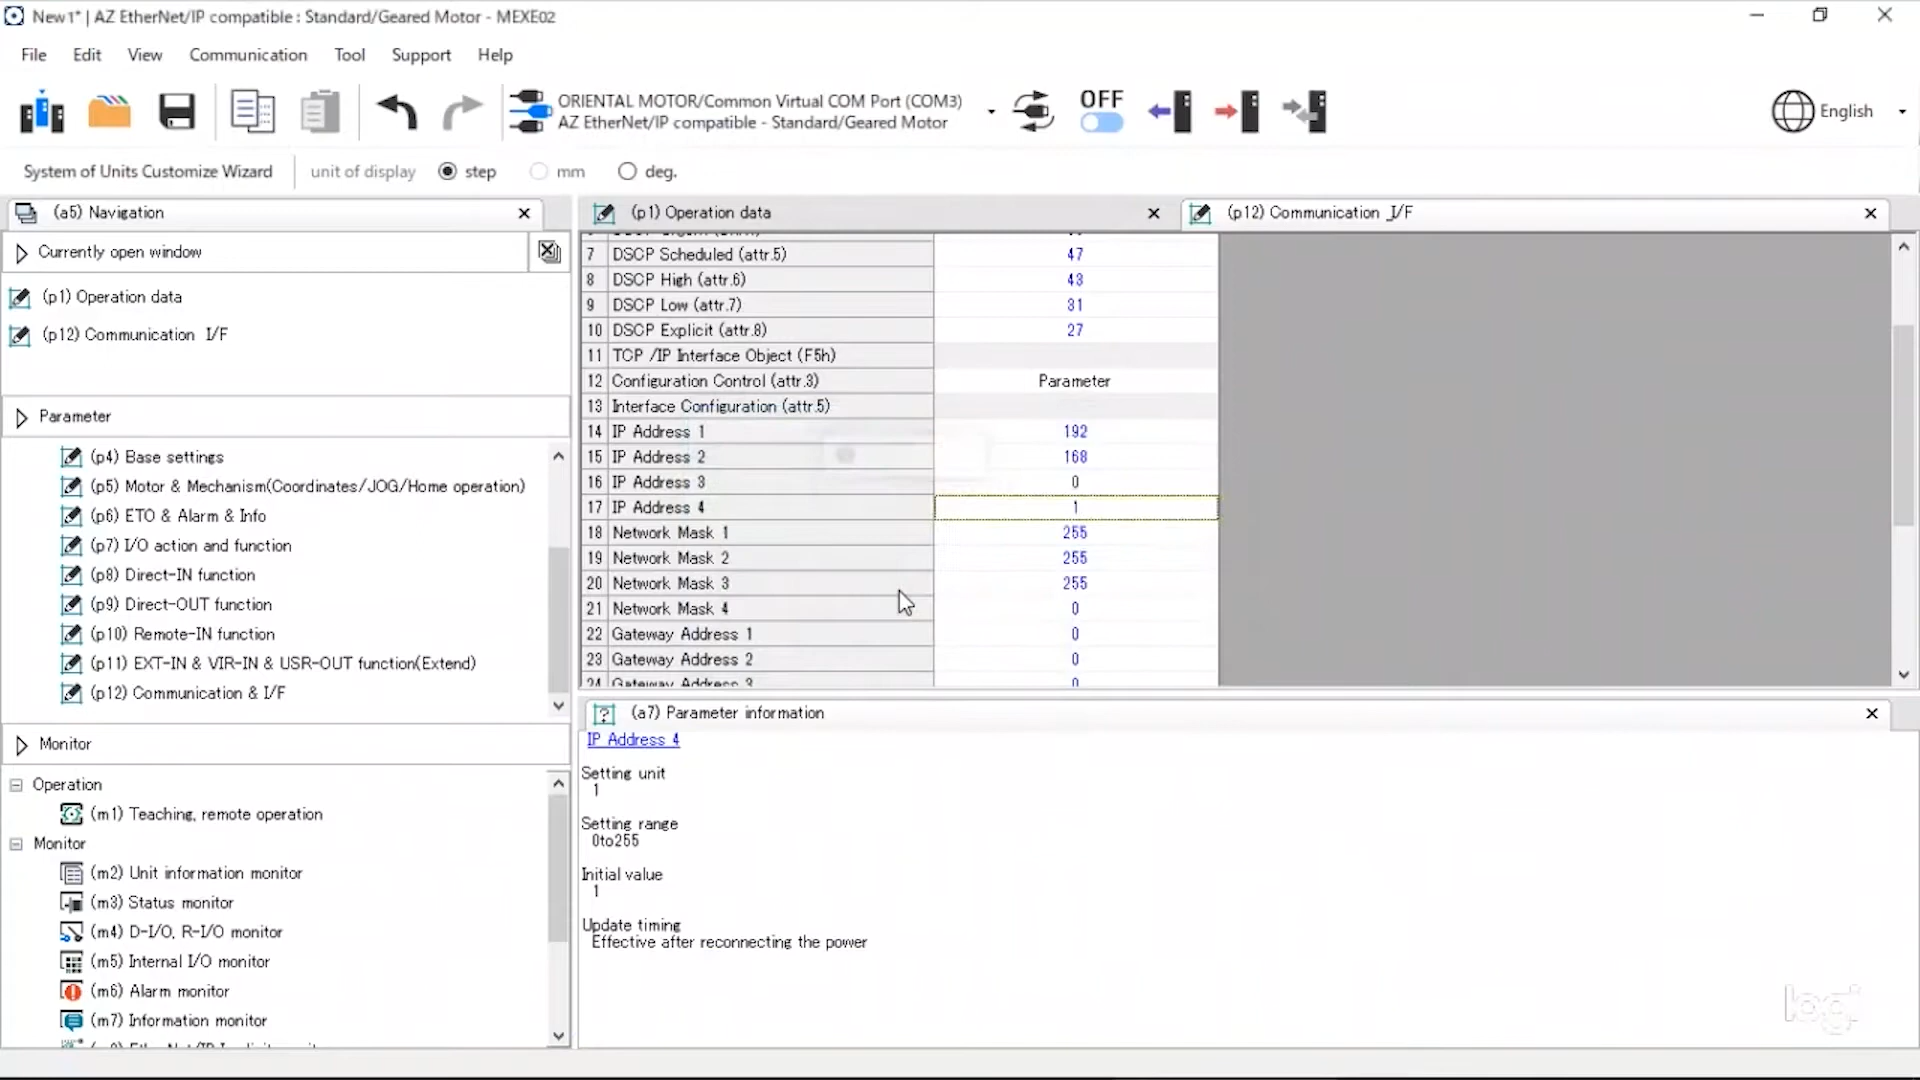 New1* | AZ EtherNet/IP compatible : Standard/Geared Motor - MEXE02
File Edit View Communication Tool Support Help
ORIENTAL MOTOR/Common Virtual COM Port (COM3)
AZ EtherNet/IP compatible - Standard/Geared Motor
OFF
English
System of Units Customize Wizard unit of display step mm deg.
(a5) Navigation
Currently open window
(p1) Operation data
(p12) Communication I/F
Parameter
(p4) Base settings
(p5) Motor & Mechanism(Coordinates/JOG/Home operation)
(p6) ETO & Alarm & Info
(p7) I/O action and function
(p8) Direct-IN function
(p9) Direct-OUT function
(p10) Remote-IN function
(p11) EXT-IN & VIR-IN & USR-OUT function(Extend)
(p12) Communication & I/F
Monitor
Operation
(m1) Teaching, remote operation
Monitor
(m2) Unit information monitor
(m3) Status monitor
(m4) D-I/O, R-I/O monitor
(m5) Internal I/O monitor
(m6) Alarm monitor
(m7) Information monitor
(p1) Operation data
(p12) Communication _I/F
7 DSCP Scheduled (attr.5) 47
8 DSCP High (attr.6) 43
9 DSCP Low (attr.7) 31
10 DSCP Explicit (attr.8) 27
11 TCP /IP Interface Object (F5h)
12 Configuration Control (attr.3) Parameter
13 Interface Configuration (attr.5)
14 IP Address 1 192
15 IP Address 2 168
16 IP Address 3 0
17 IP Address 4 1
18 Network Mask 1 255
19 Network Mask 2 255
20 Network Mask 3 255
21 Network Mask 4 0
22 Gateway Address 1 0
23 Gateway Address 2 0
24 Gateway Address 3 0
(a7) Parameter information
IP Address 4
Setting unit
1
Setting range
0to255
Initial value
1
Update timing
Effective after reconnecting the power
logi